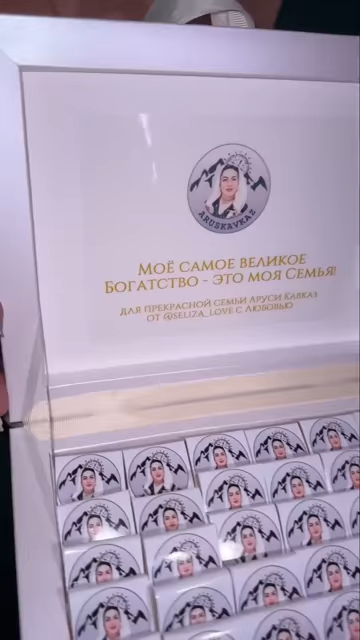 ARUSKAVKAZ
Моё самое великое
Богатство - это моя Семья!
для прекрасной семьи Аруси Кавказ
от @seliza_love с Любовью